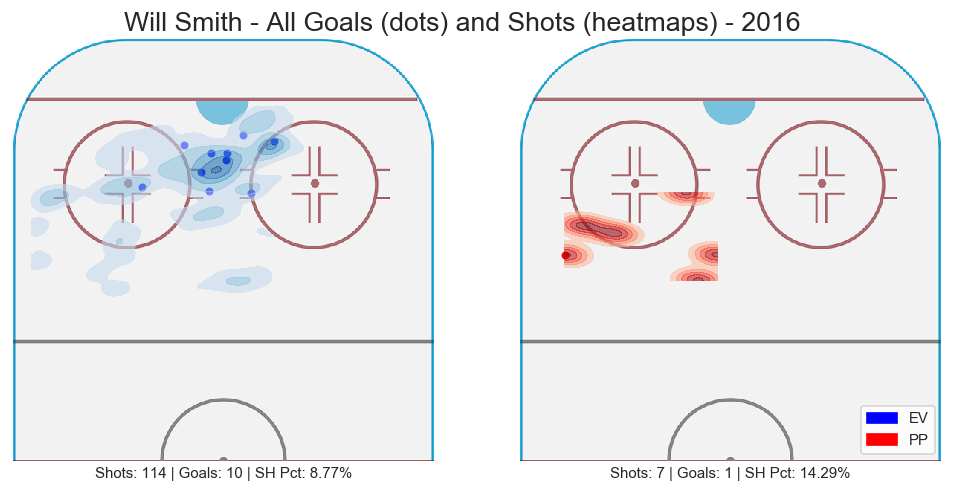 Will Smith - All Goals (dots) and Shots (heatmaps) - 2016
EV
PP
Shots: 114 | Goals: 10 | SH Pct: 8.77%
Shots: 7 | Goals: 1 | SH Pct: 14.29%